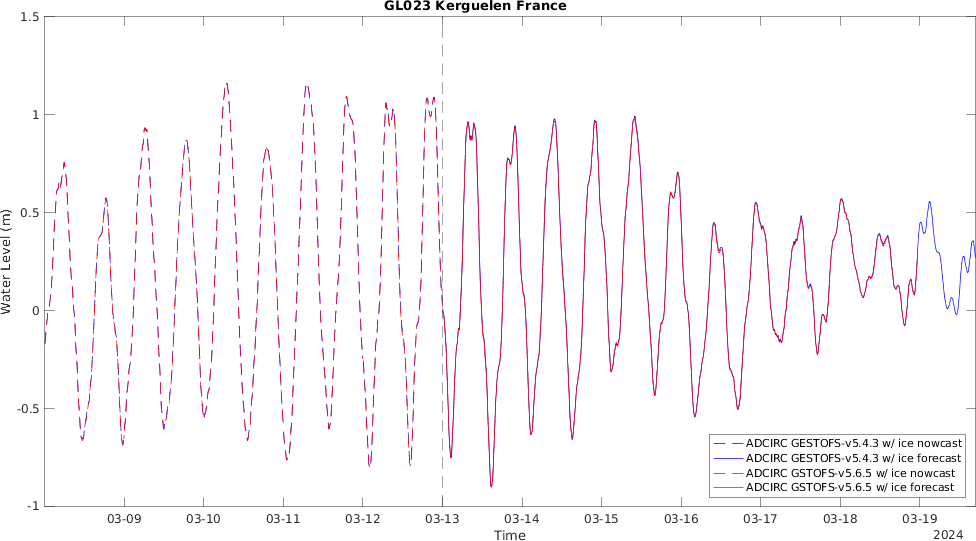 GL023 Kerguelen France
1.5
1
0.5
0
-0.5
-1
Water Level (m)
ADCIRC GESTOFS-v5.4.3 w/ ice nowcast
ADCIRC GESTOFS-v5.4.3 w/ ice forecast
ADCIRC GSTOFS-v5.6.5 w/ ice nowcast
ADCIRC GSTOFS-v5.6.5 w/ ice forecast
03-09 03-10 03-11 03-12 03-13 03-14 03-15 03-16 03-17 03-18 03-19
Time
2024